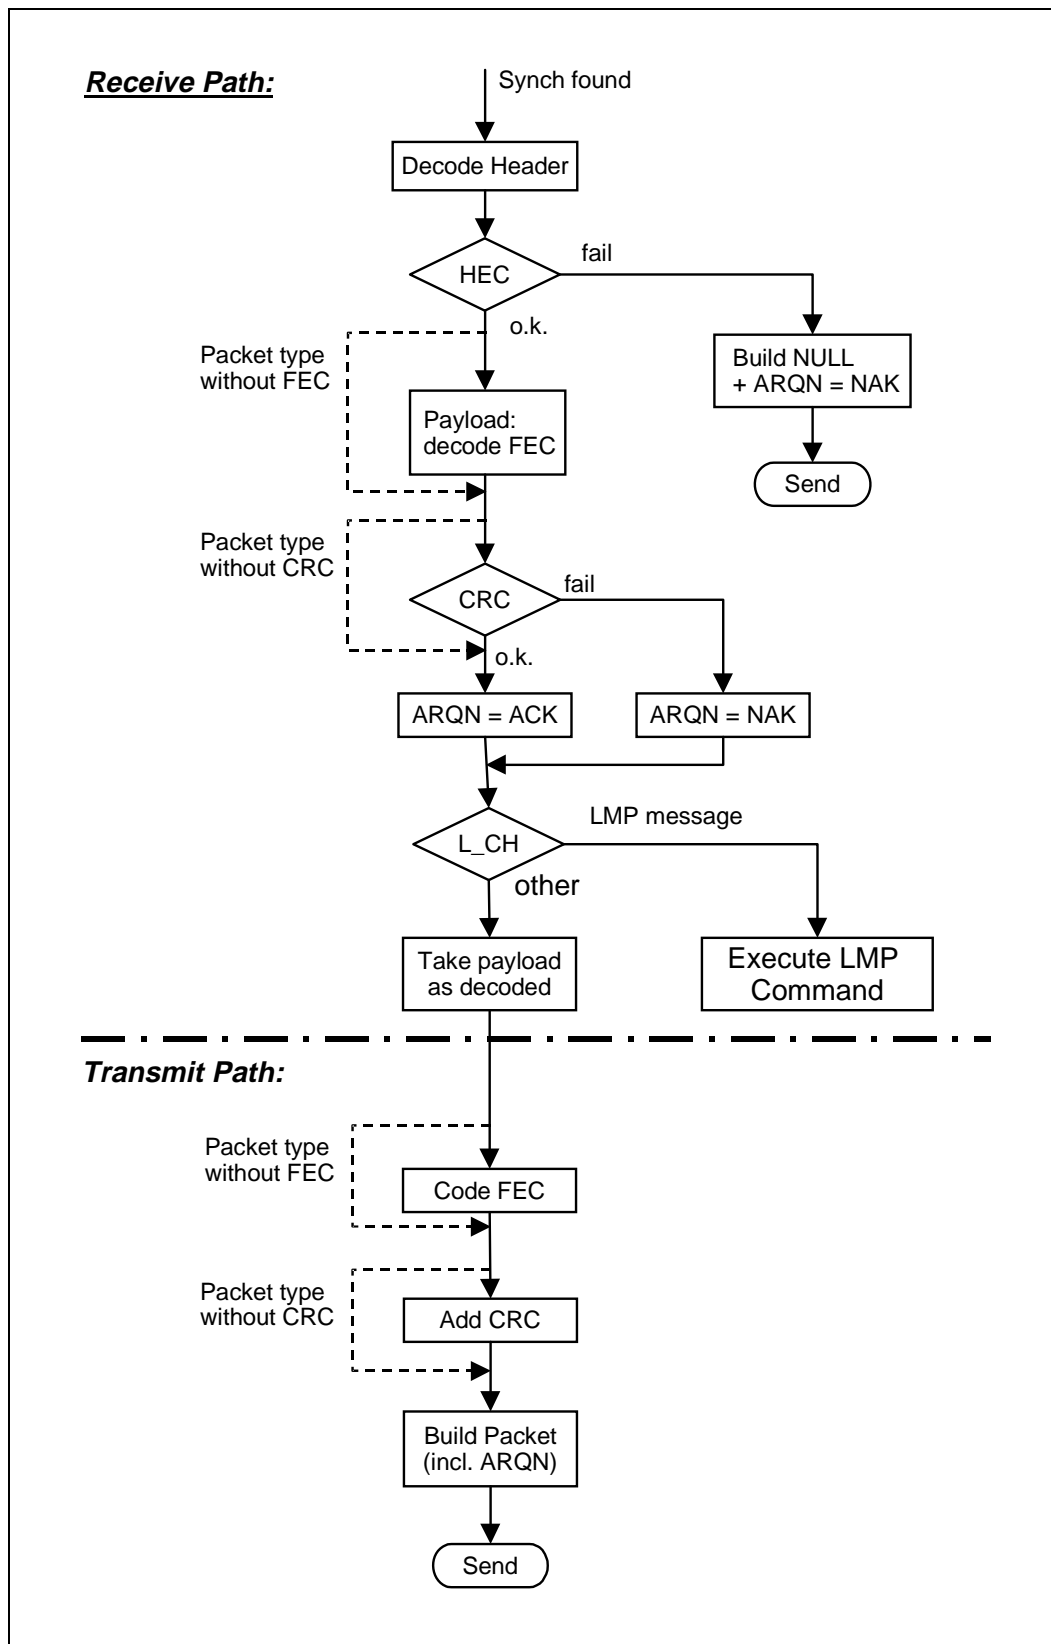 Receive Path:
Synch found
Decode Header
HEC
fail
o.k.
Packet type
without FEC
Build NULL
+ ARQN = NAK
Payload:
decode FEC
Send
Packet type
without CRC
CRC
fail
o.k.
ARQN = ACK
ARQN = NAK
LMP message
L_CH
other
Take payload
as decoded
Execute LMP
Command
Transmit Path:
Packet type
without FEC
Code FEC
Packet type
without CRC
Add CRC
Build Packet
(incl. ARQN)
Send